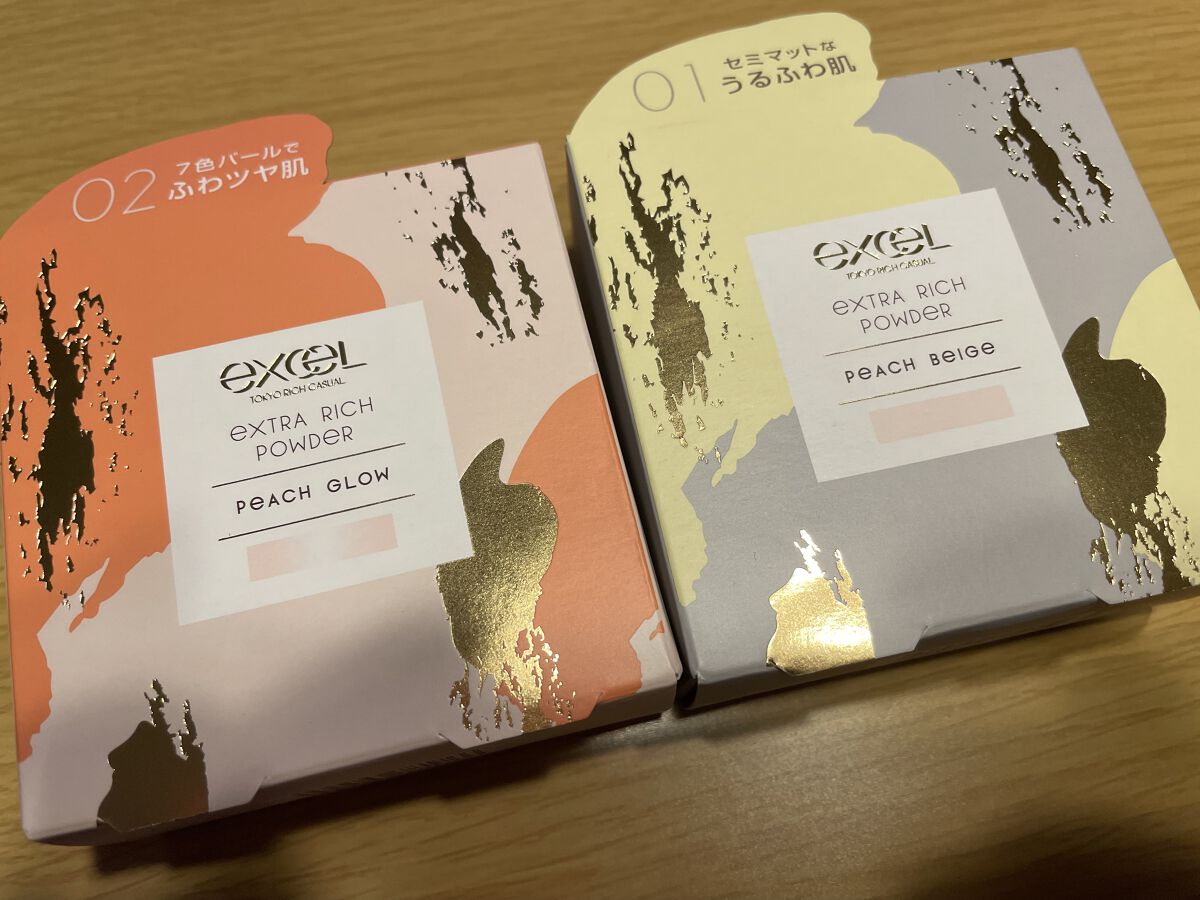 02
7色パールで
ふわツヤ肌
excel
TOKYO RICH CASUAL
EXTRA RICH
POWDER
PEACH GLOW
01
セミマットな
うるふわ肌
excel
TOKYO RICH CASUAL
EXTRA RICH
POWDER
PEACH BEIGE